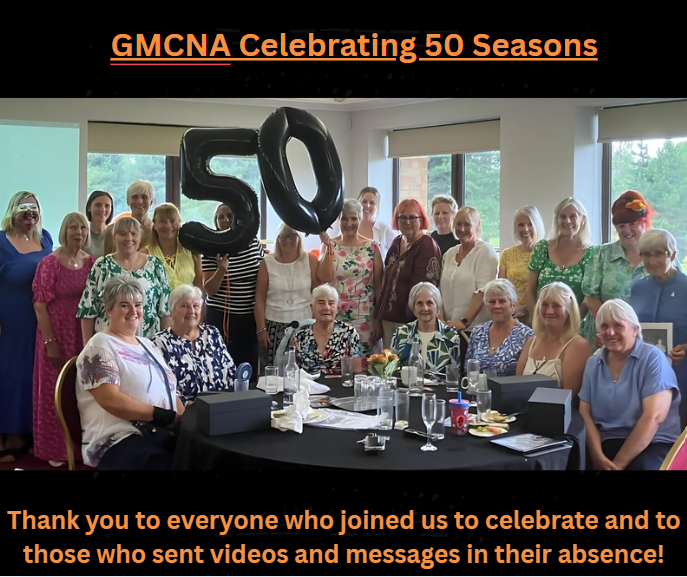 GMCNA Celebrating 50 Seasons
50
Thank you to everyone who joined us to celebrate and to
those who sent videos and messages in their absence!